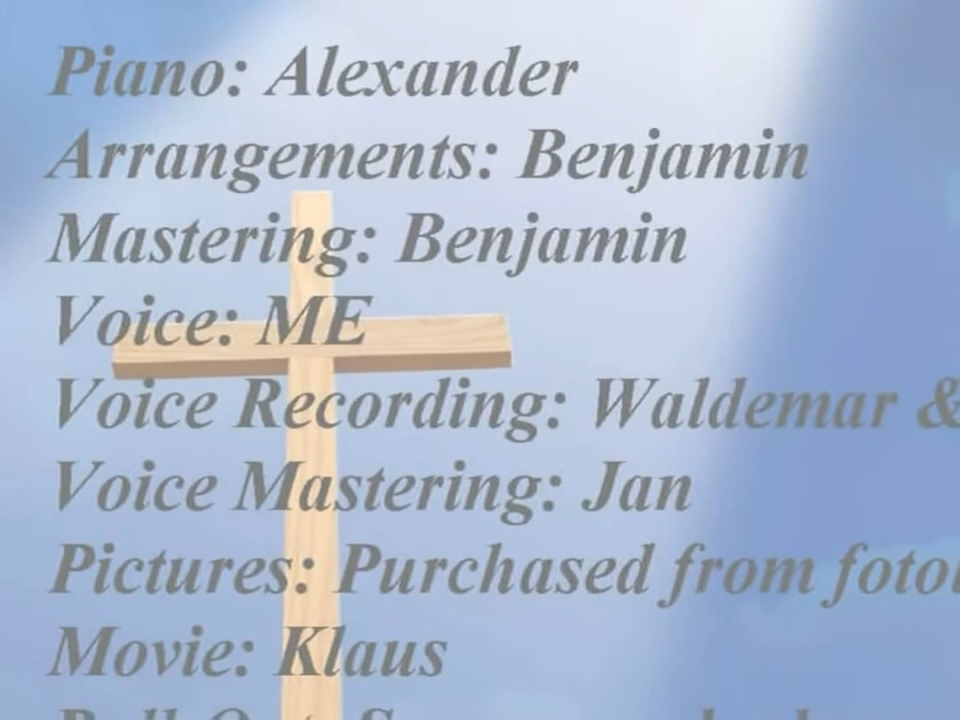 Piano: Alexander
Arrangements: Benjamin
Mastering: Benjamin
Voice: ME
Voice Recording: Waldemar &
Voice Mastering: Jan
Pictures: Purchased from
Movie: Klaus